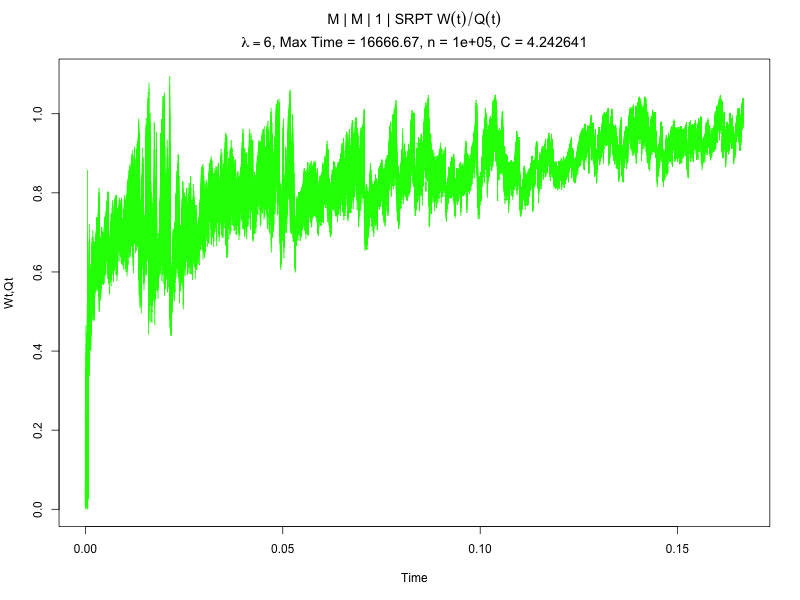 M | M | 1 | SRPT W(t)/Q(t)
λ = 6, Max Time = 16666.67, n = 1e+05, C = 4.242641
1.0
0.8
0.6
0.4
0.2
0.0
Wt,Qt
0.00 0.05 0.10 0.15
Time